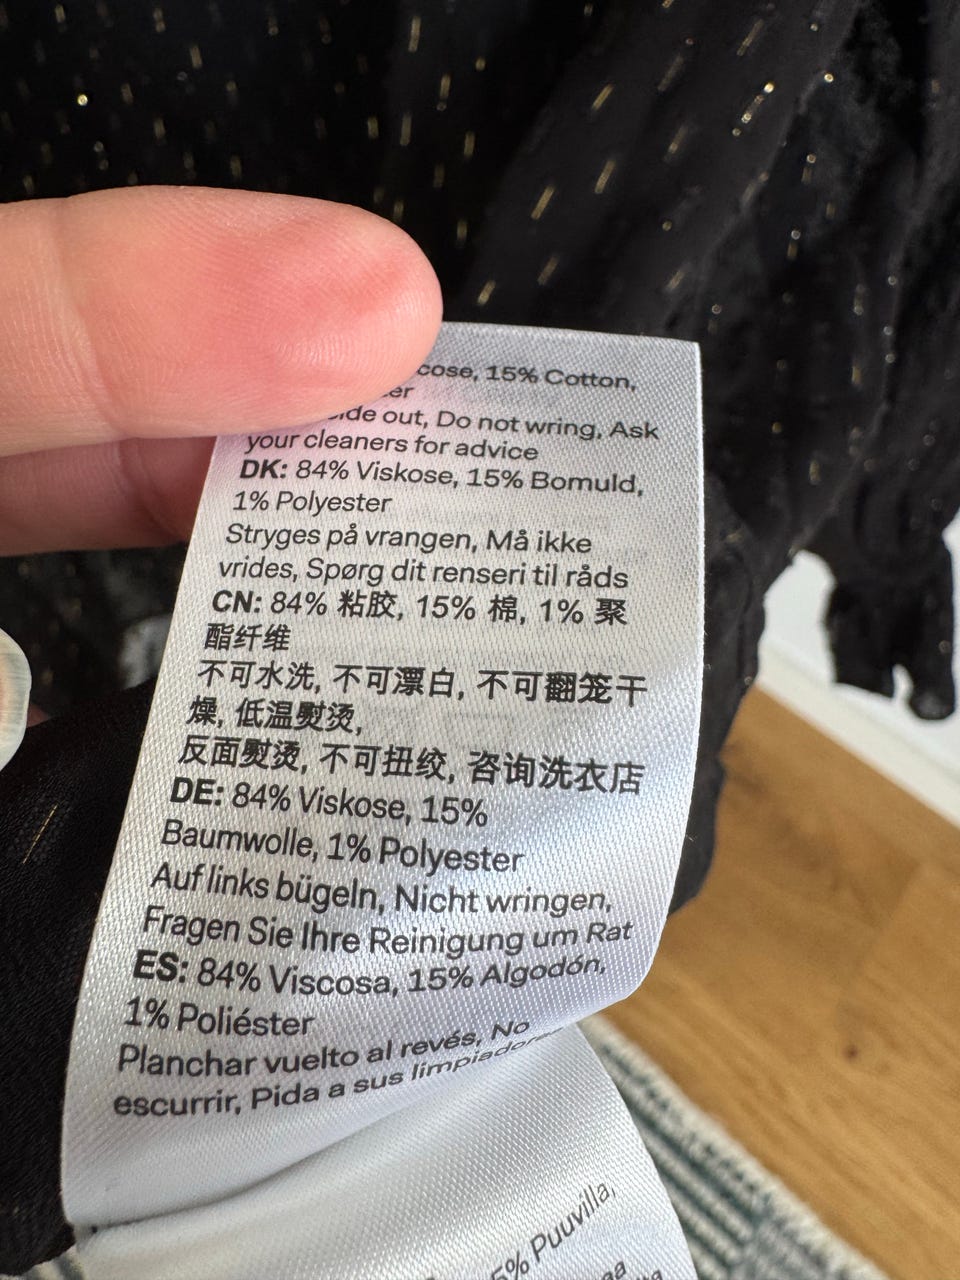 15% Cotton,
out, Do not wring, Ask
your cleaners for advice
DK: 84% Viskose, 15% Bomuld,
1% Polyester
Stryges på vrangen, Må ikke
vrides, Spørg dit renseri til råds
CN: 84% 粘胶, 15% 棉, 1% 聚
酯纤维
不可水洗, 不可漂白, 不可翻笼干
燥, 低温熨烫,
反面熨烫, 不可扭绞, 咨询洗衣店
DE: 84% Viskose, 15%
Baumwolle, 1% Polyester
Auf links bügeln, Nicht wringen,
Fragen Sie Ihre Reinigung um Rat
ES: 84% Viscosa, 15% Algodón,
1% Poliéster
Planchar vuelto al revés, No
escurrir, Pida a sus
Puuvilla,